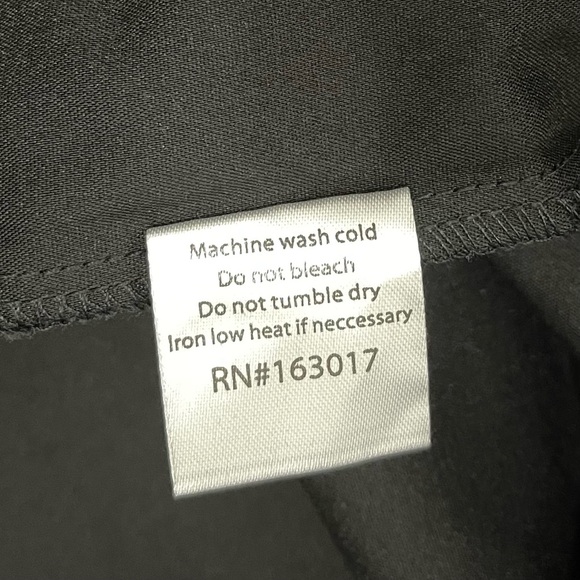 Machine wash cold
Do not bleach
Do not tumble dry
Iron low heat if neccessary
RN#163017